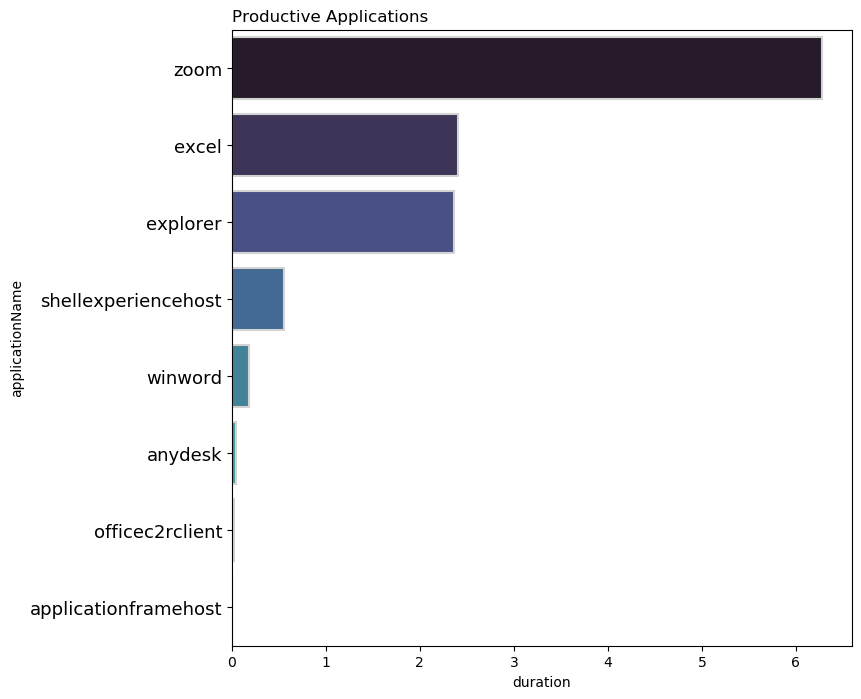 Productive Applications
zoom
excel
explorer
shellexperiencehost
winword
anydesk
officec2rclient
applicationframehost
applicationName
0 1 2 3 4 5 6
duration